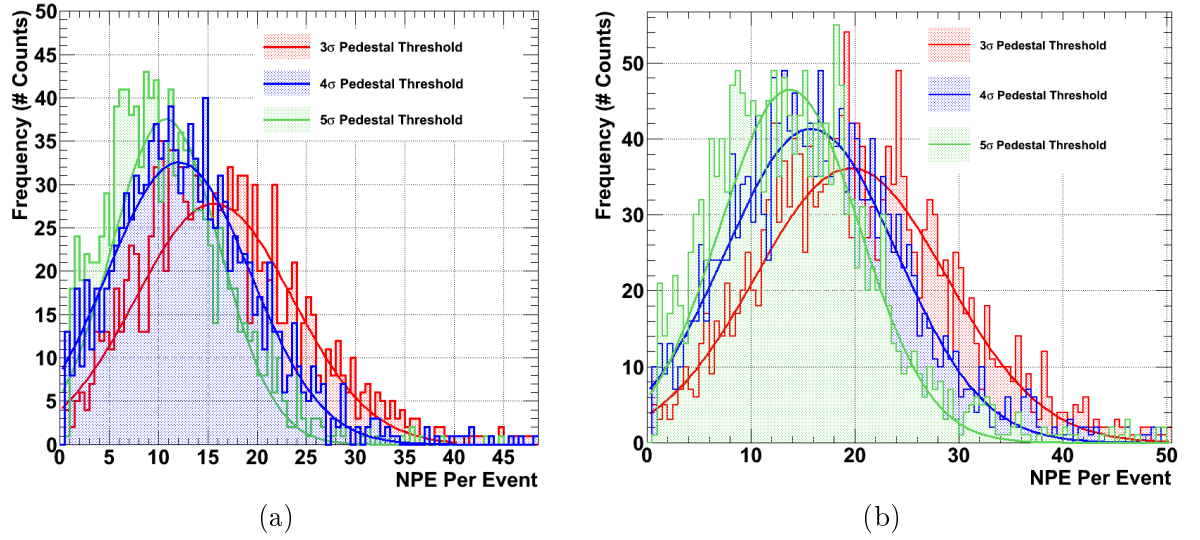 Frequency (# Counts)
50
45
40
35
30
25
20
15
10
5
0
3σ Pedestal Threshold
4σ Pedestal Threshold
5σ Pedestal Threshold
0 5 10 15 20 25 30 35 40 45
NPE Per Event
(a)
Frequency (# Counts)
50
40
30
20
10
0
3σ Pedestal Threshold
4σ Pedestal Threshold
5σ Pedestal Threshold
0 10 20 30 40 50
NPE Per Event
(b)